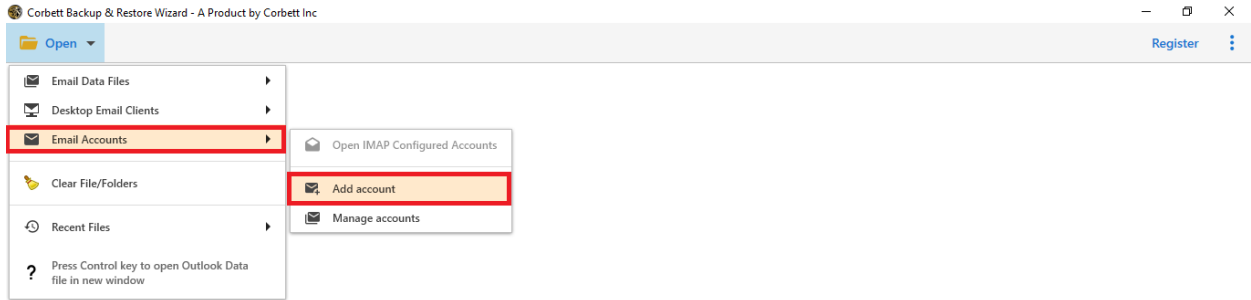 Corbett Backup & Restore Wizard - A Product by Corbett Inc
Open
Register
Email Data Files
Desktop Email Clients
Email Accounts
Open IMAP Configured Accounts
Clear File/Folders
Add account
Manage accounts
Recent Files
? Press Control key to open Outlook Data
file in new window